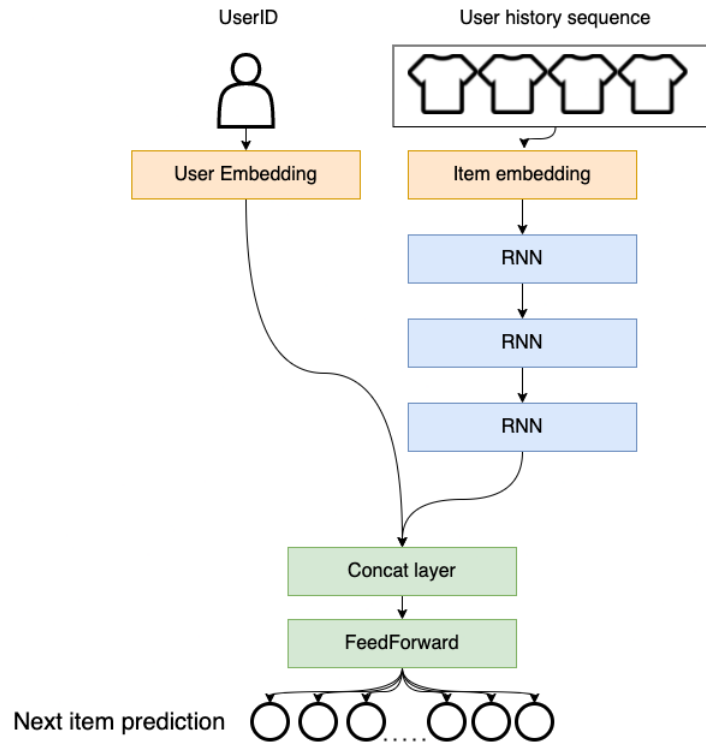 UserID
User history sequence
User Embedding
Item embedding
RNN
RNN
RNN
Concat layer
FeedForward
Next item prediction
.....